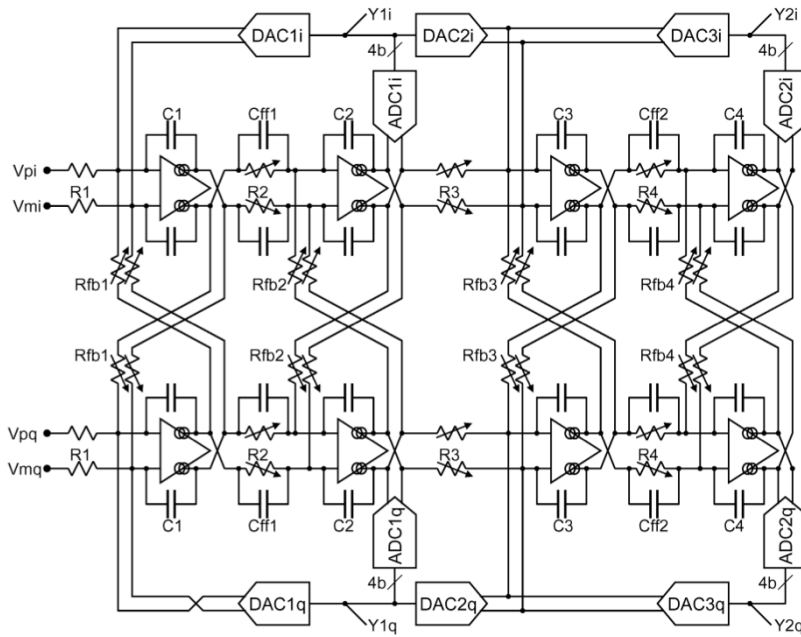 Y1i Y2i
DAC1i DAC2i DAC3i
4b 4b
ADC1i ADC2i
C1 Cff1 C2 C3 Cff2 C4
Vpi
R1 R2 R3 R4
Vmi
Rfb1 Rfb2 Rfb3 Rfb4
Rfb1 Rfb2 Rfb3 Rfb4
Vpq
R1 R2 R3 R4
Vmq
C1 Cff1 C2 C3 Cff2 C4
ADC1q ADC2q
4b 4b
DAC1q DAC2q DAC3q
Y1q Y2q